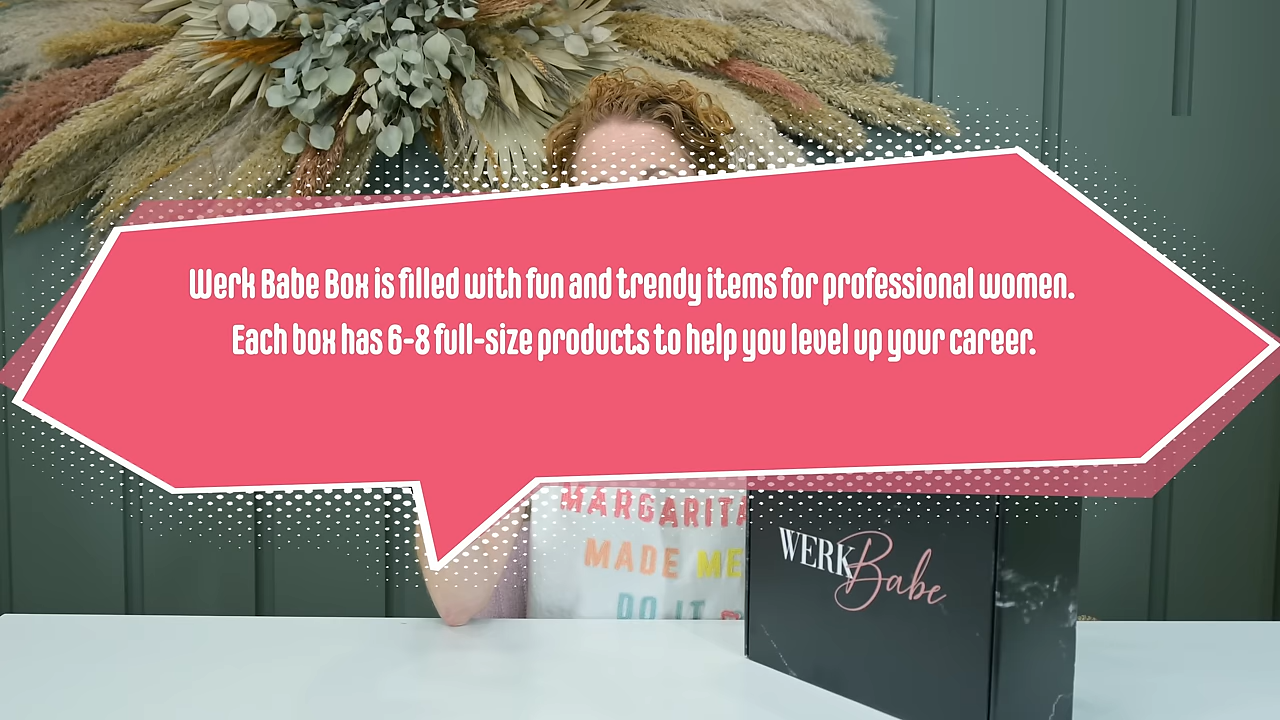 Werk Babe Box is filled with fun and trendy items for professional women.
Each box has 6-8 full-size products to help you level up your career.
MARGARITA
MADE ME
DO IT
WERK Babe